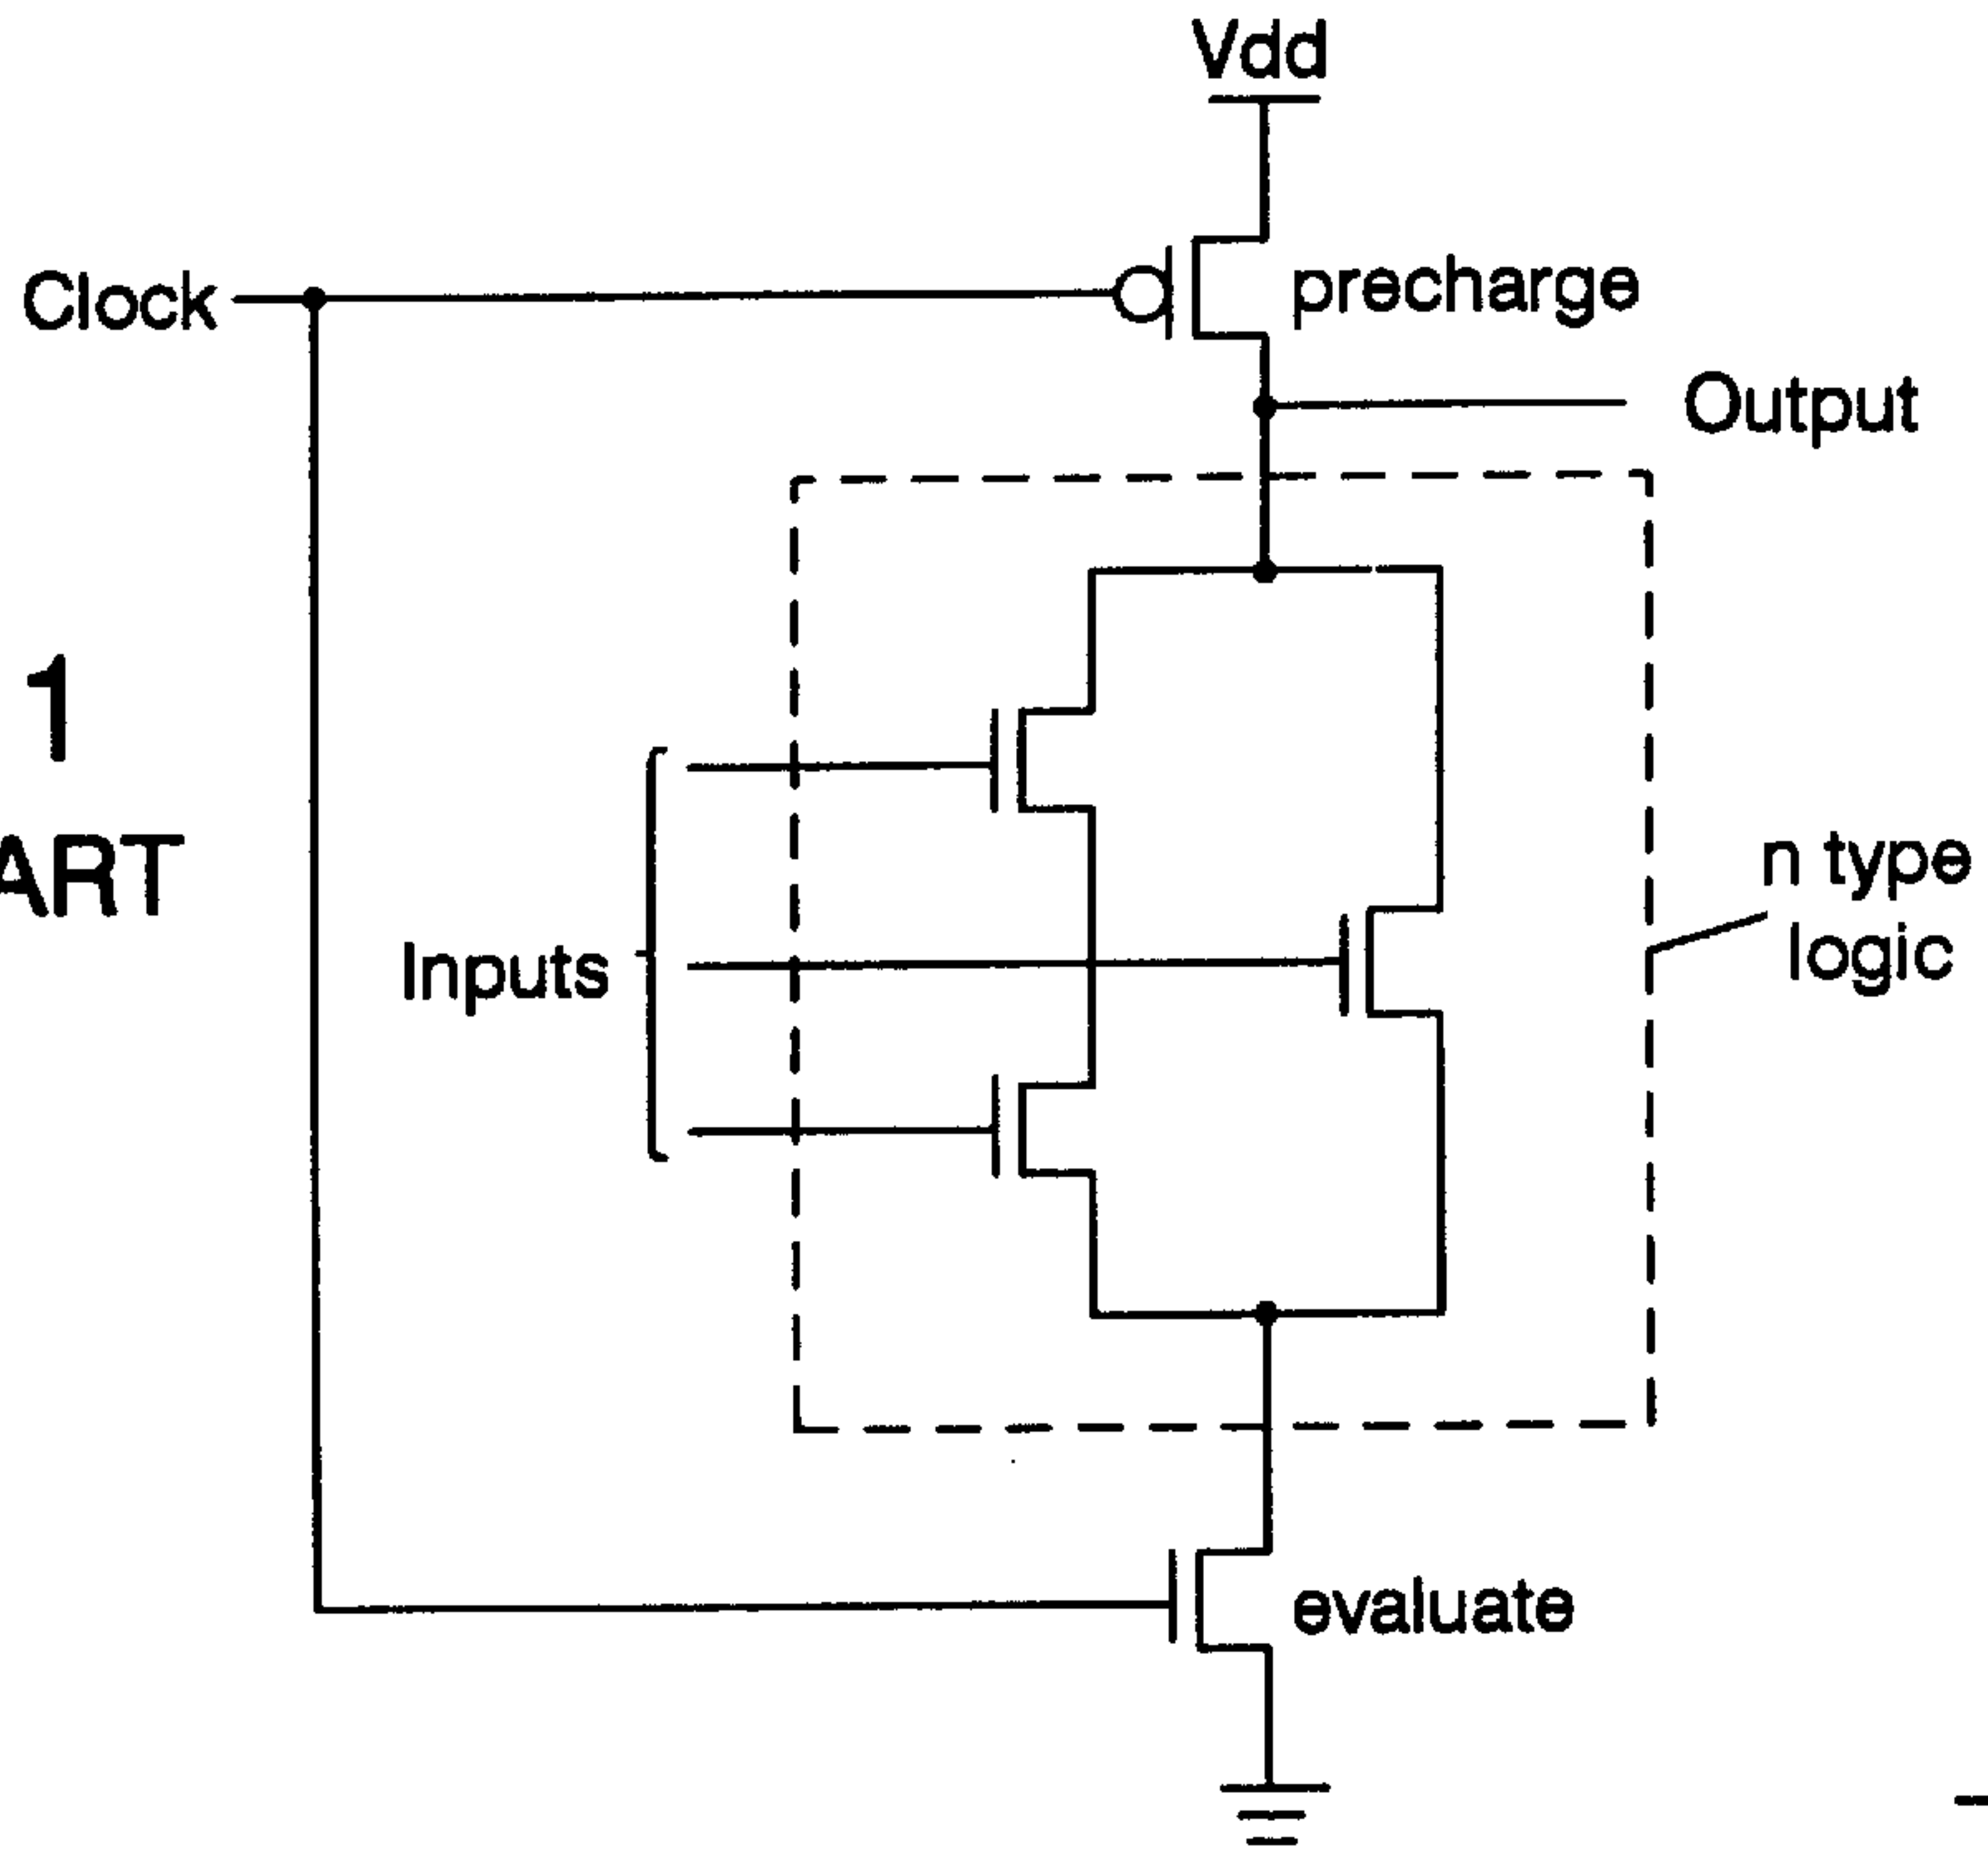 Vdd
Clock
precharge
Output
1
ART
n type
logic
Inputs
evaluate